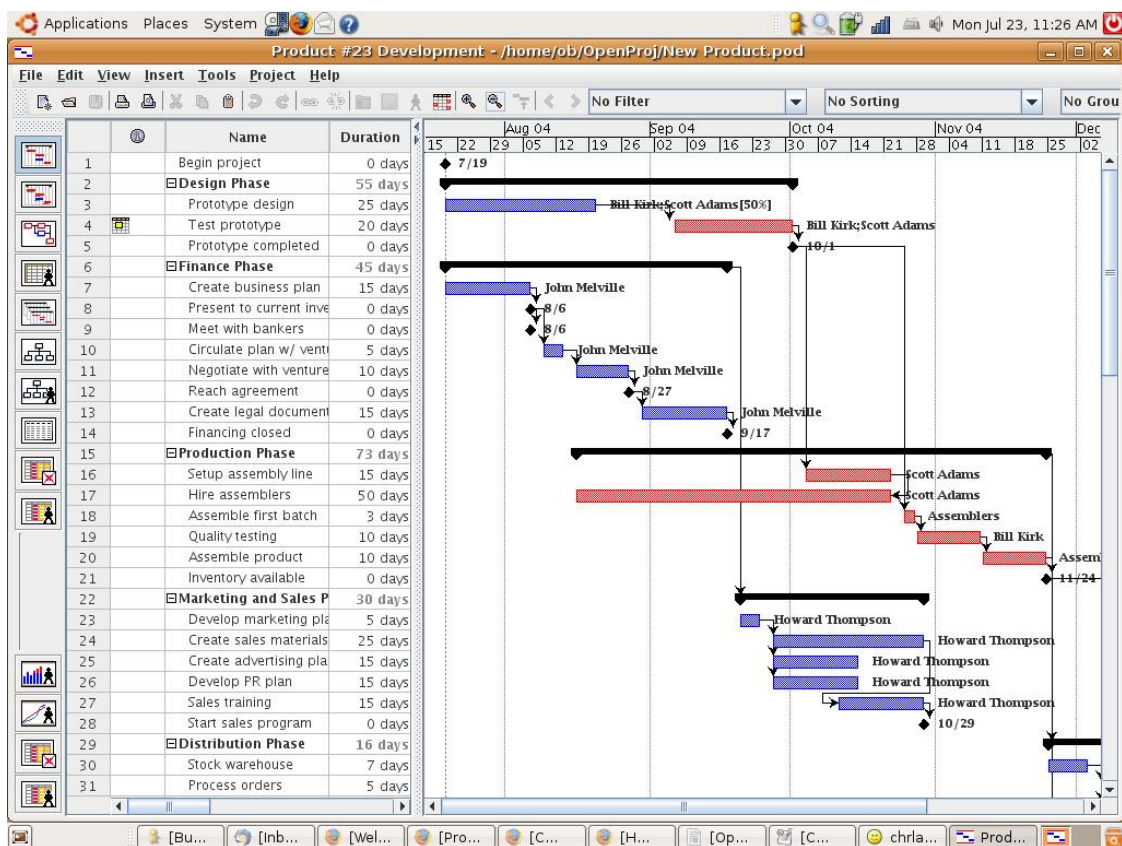 Applications Places System Mon Jul 23, 11:26 AM
Product #23 Development - /home/ob/OpenProj/New Product.pod
File Edit View Insert Tools Project Help
No Filter No Sorting No Grou
Name Duration
Aug 04 Sep 04 Oct 04 Nov 04 Dec
15 22 29 05 12 19 26 02 09 16 23 30 07 14 21 28 04 11 18 25 02
1 Begin project 0 days 7/19
2 Design Phase 55 days
3 Prototype design 25 days Bill Kirk;Scott Adams[50%]
4 Test prototype 20 days Bill Kirk;Scott Adams
5 Prototype completed 0 days 10/1
6 Finance Phase 45 days
7 Create business plan 15 days John Melville
8 Present to current inve 0 days 8/6
9 Meet with bankers 0 days 8/6
10 Circulate plan w/ vent 5 days John Melville
11 Negotiate with venture 10 days John Melville
12 Reach agreement 0 days 8/27
13 Create legal document 15 days John Melville
14 Financing closed 0 days 9/17
15 Production Phase 73 days
16 Setup assembly line 15 days Scott Adams
17 Hire assemblers 50 days Scott Adams
18 Assemble first batch 3 days Assemblers
19 Quality testing 10 days Bill Kirk
20 Assemble product 10 days Assem
21 Inventory available 0 days 11/24
22 Marketing and Sales P 30 days
23 Develop marketing pla 5 days Howard Thompson
24 Create sales materials 25 days Howard Thompson
25 Create advertising pla 15 days Howard Thompson
26 Develop PR plan 15 days Howard Thompson
27 Sales training 15 days Howard Thompson
28 Start sales program 0 days 10/29
29 Distribution Phase 16 days
30 Stock warehouse 7 days
31 Process orders 5 days
[Bu... [Inb... [Wel... [Pro... [C... [H... [Op... [C... chrla... Prod...